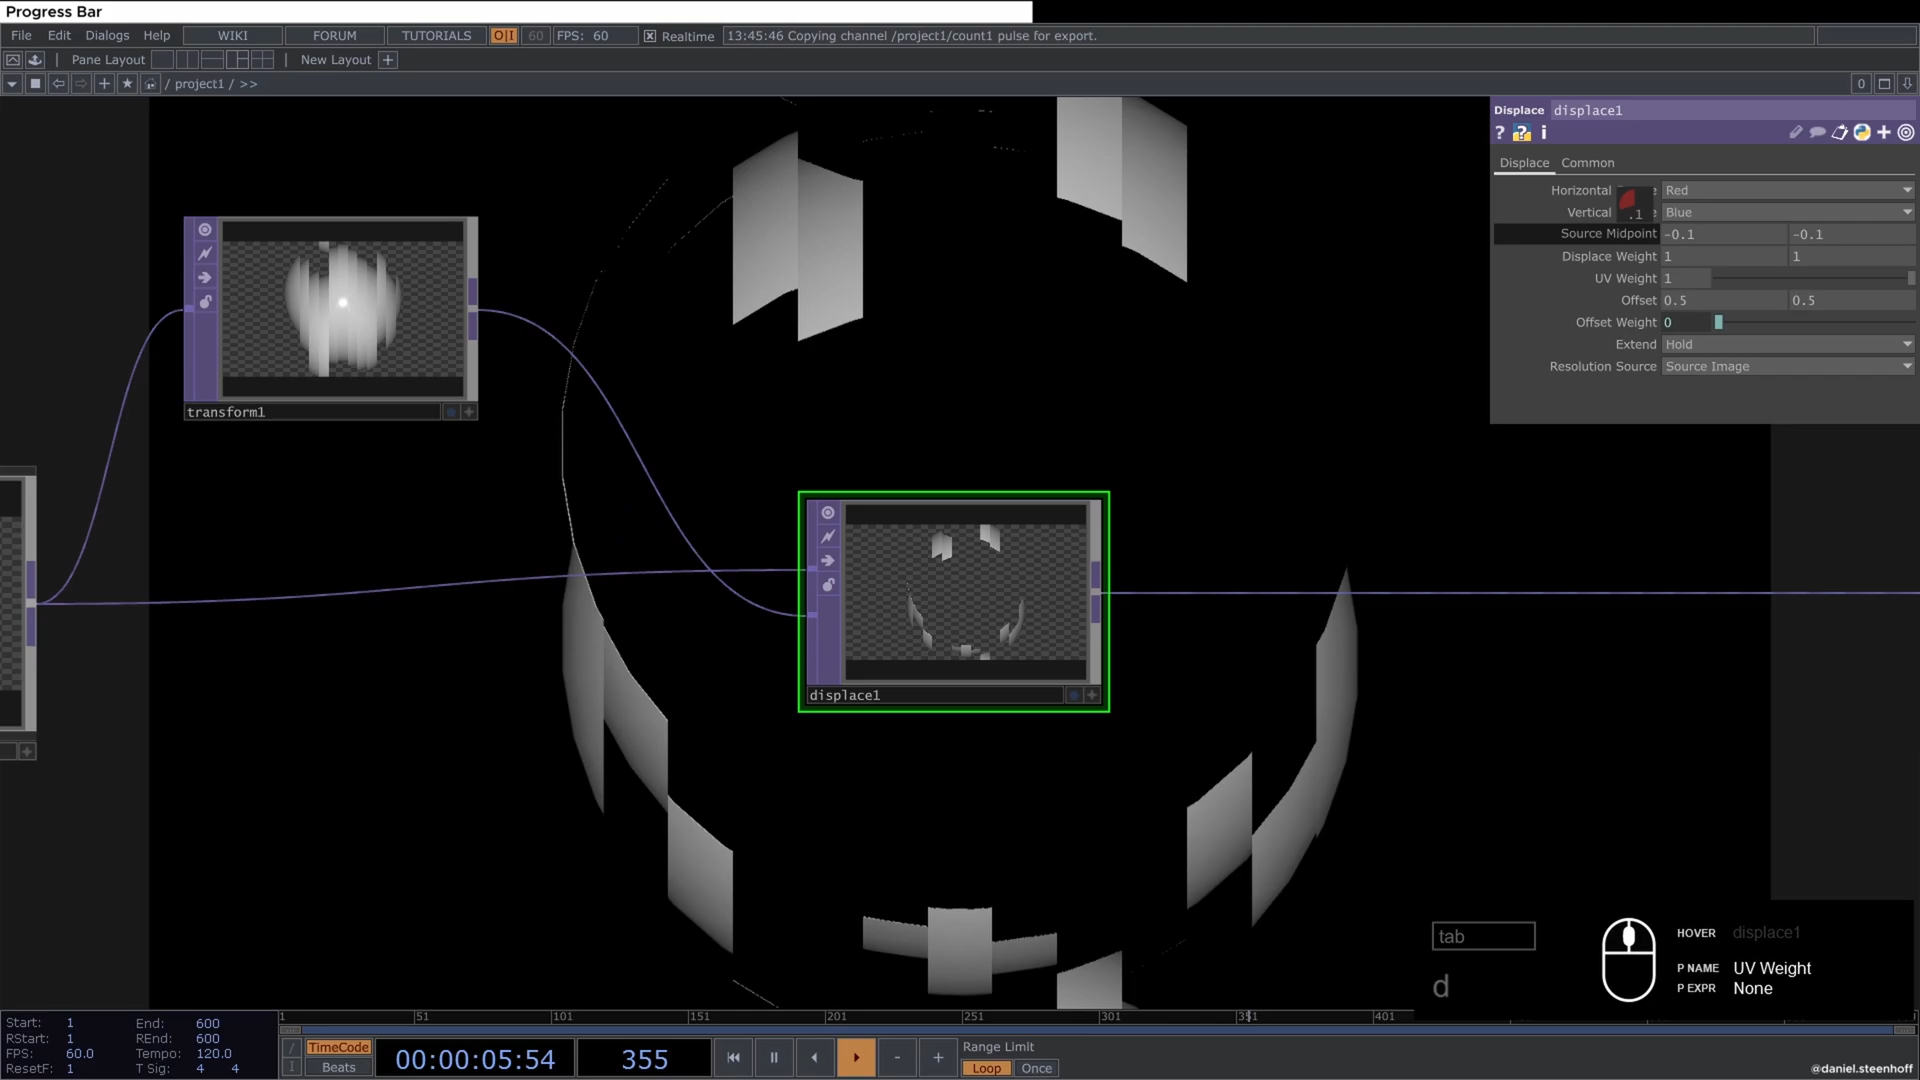 Progress Bar
File Edit Dialogs Help WIKI FORUM TUTORIALS O|I 60 FPS: 60 Realtime 13:45:46 Copying channel /project1/count1 pulse for export.
Pane Layout New Layout +
/ project1 / >> 0
Displace displace1
? ? i
Displace Common
Horizontal Red
Vertical .1 e Blue
Source Midpoint -0.1 -0.1
Displace Weight 1 1
UV Weight 1
Offset 0.5 0.5
Offset Weight 0
Extend Hold
Resolution Source Source Image
transform1
displace1
tab
d
HOVER displace1
P NAME UV Weight
P EXPR None
1 51 101 151 201 251 301 351 401
Start: 1 End: 600
RStart: 1 REnd: 600
FPS: 60.0 Tempo: 120.0
ResetF: 1 T Sig: 4 4
TimeCode
Beats
00:00:05:54 355
- +
Range Limit
Loop Once
@daniel.steenhoff